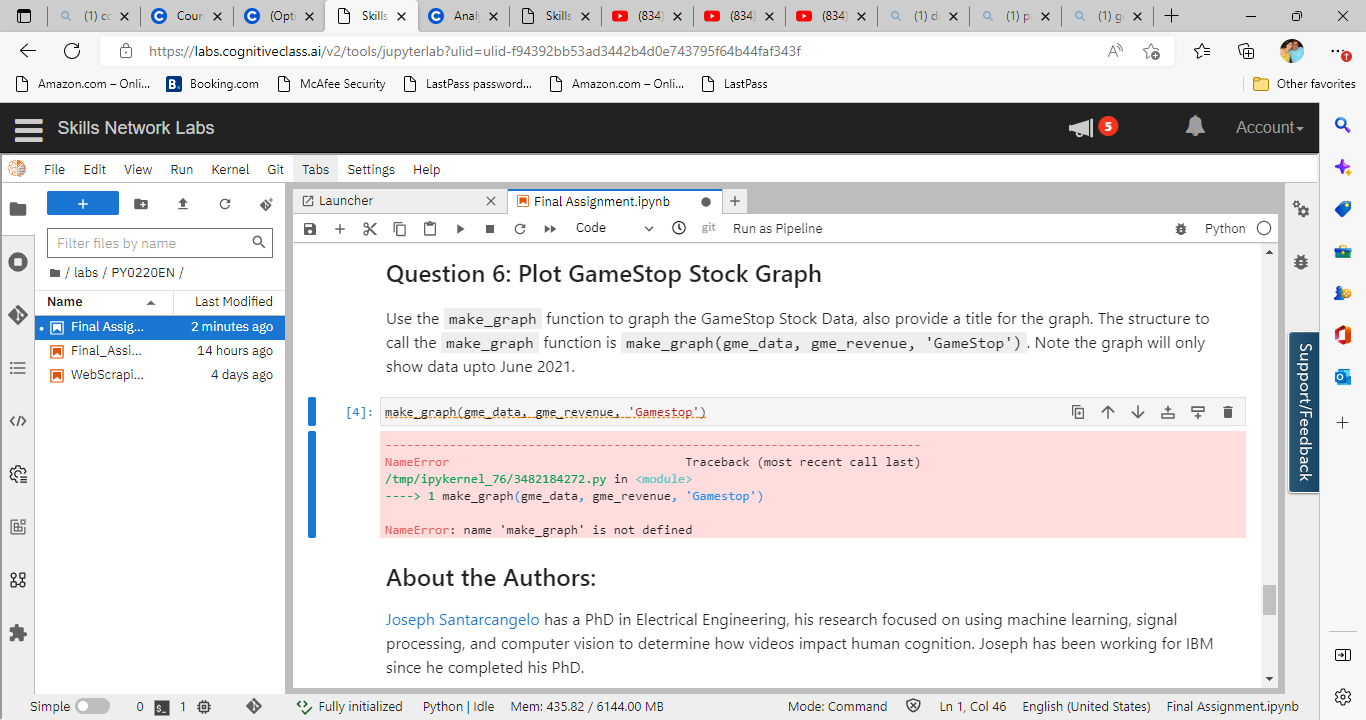 (1) co
Cours
(Opti
Skills
Analy
Skills
(834)
(834)
(834)
(1) d
(1) p
(1) g
https://labs.cognitiveclass.ai/v2/tools/jupyterlab?ulid=ulid-f94392bb53ad3442b4d0e743795f64b44faf343f
Amazon.com – Onli... B. Booking.com McAfee Security LastPass password... Amazon.com – Onli... LastPass Other favorites
Skills Network Labs 5 Account
File Edit View Run Kernel Git Tabs Settings Help
Launcher Final Assignment.ipynb
Code git Run as Pipeline Python
Filter files by name
/ labs / PY0220EN /
Name Last Modified
Final Assig... 2 minutes ago
Final_Assi... 14 hours ago
WebScrapi... 4 days ago
Question 6: Plot GameStop Stock Graph
Use the make_graph function to graph the GameStop Stock Data, also provide a title for the graph. The structure to
call the make_graph function is make_graph(gme_data, gme_revenue, 'GameStop'). Note the graph will only
show data upto June 2021.
[4]: make_graph(gme_data, gme_revenue, 'Gamestop')
---------------------------------------------------------------------------
NameError Traceback (most recent call last)
/tmp/ipykernel_76/3482184272.py in <module>
----> 1 make_graph(gme_data, gme_revenue, 'Gamestop')
NameError: name 'make_graph' is not defined
About the Authors:
Joseph Santarcangelo has a PhD in Electrical Engineering, his research focused on using machine learning, signal
processing, and computer vision to determine how videos impact human cognition. Joseph has been working for IBM
since he completed his PhD.
Support/Feedback
Simple 0 1 Fully initialized Python | Idle Mem: 435.82 / 6144.00 MB Mode: Command Ln 1, Col 46 English (United States) Final Assignment.ipynb